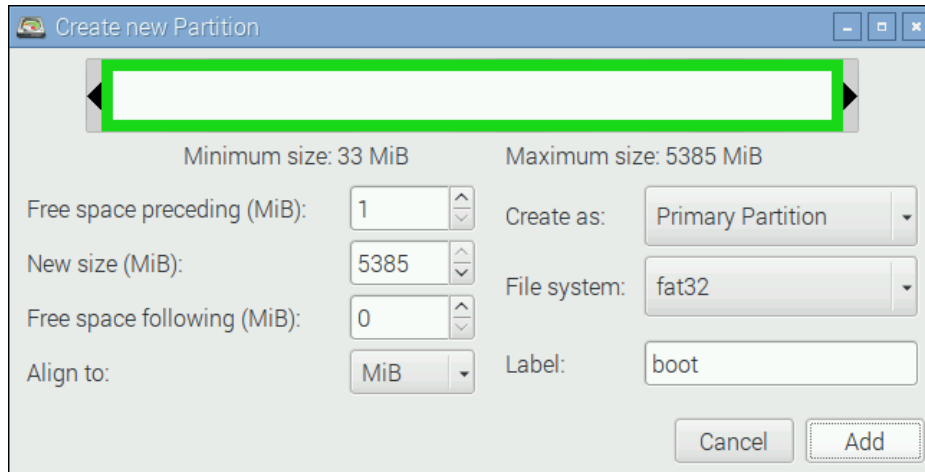 Create new Partition
Minimum size: 33 MiB Maximum size: 5385 MiB
Free space preceding (MiB): 1
Create as: Primary Partition
New size (MiB): 5385
File system: fat32
Free space following (MiB): 0
Align to: MiB
Label: boot
Cancel Add